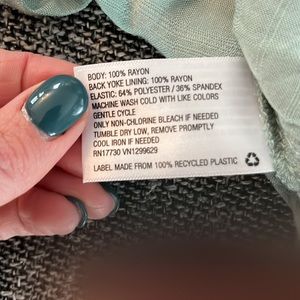 BODY: 100% RAYON
BACK YOKE LINING: 100% RAYON
ELASTIC: 64% POLYESTER / 36% SPANDEX
MACHINE WASH COLD WITH LIKE COLORS
GENTLE CYCLE
ONLY NON-CHLORINE BLEACH IF NEEDED
TUMBLE DRY LOW, REMOVE PROMPTLY
COOL IRON IF NEEDED
RN17730 VN1299629
LABEL MADE FROM 100% RECYCLED PLASTIC